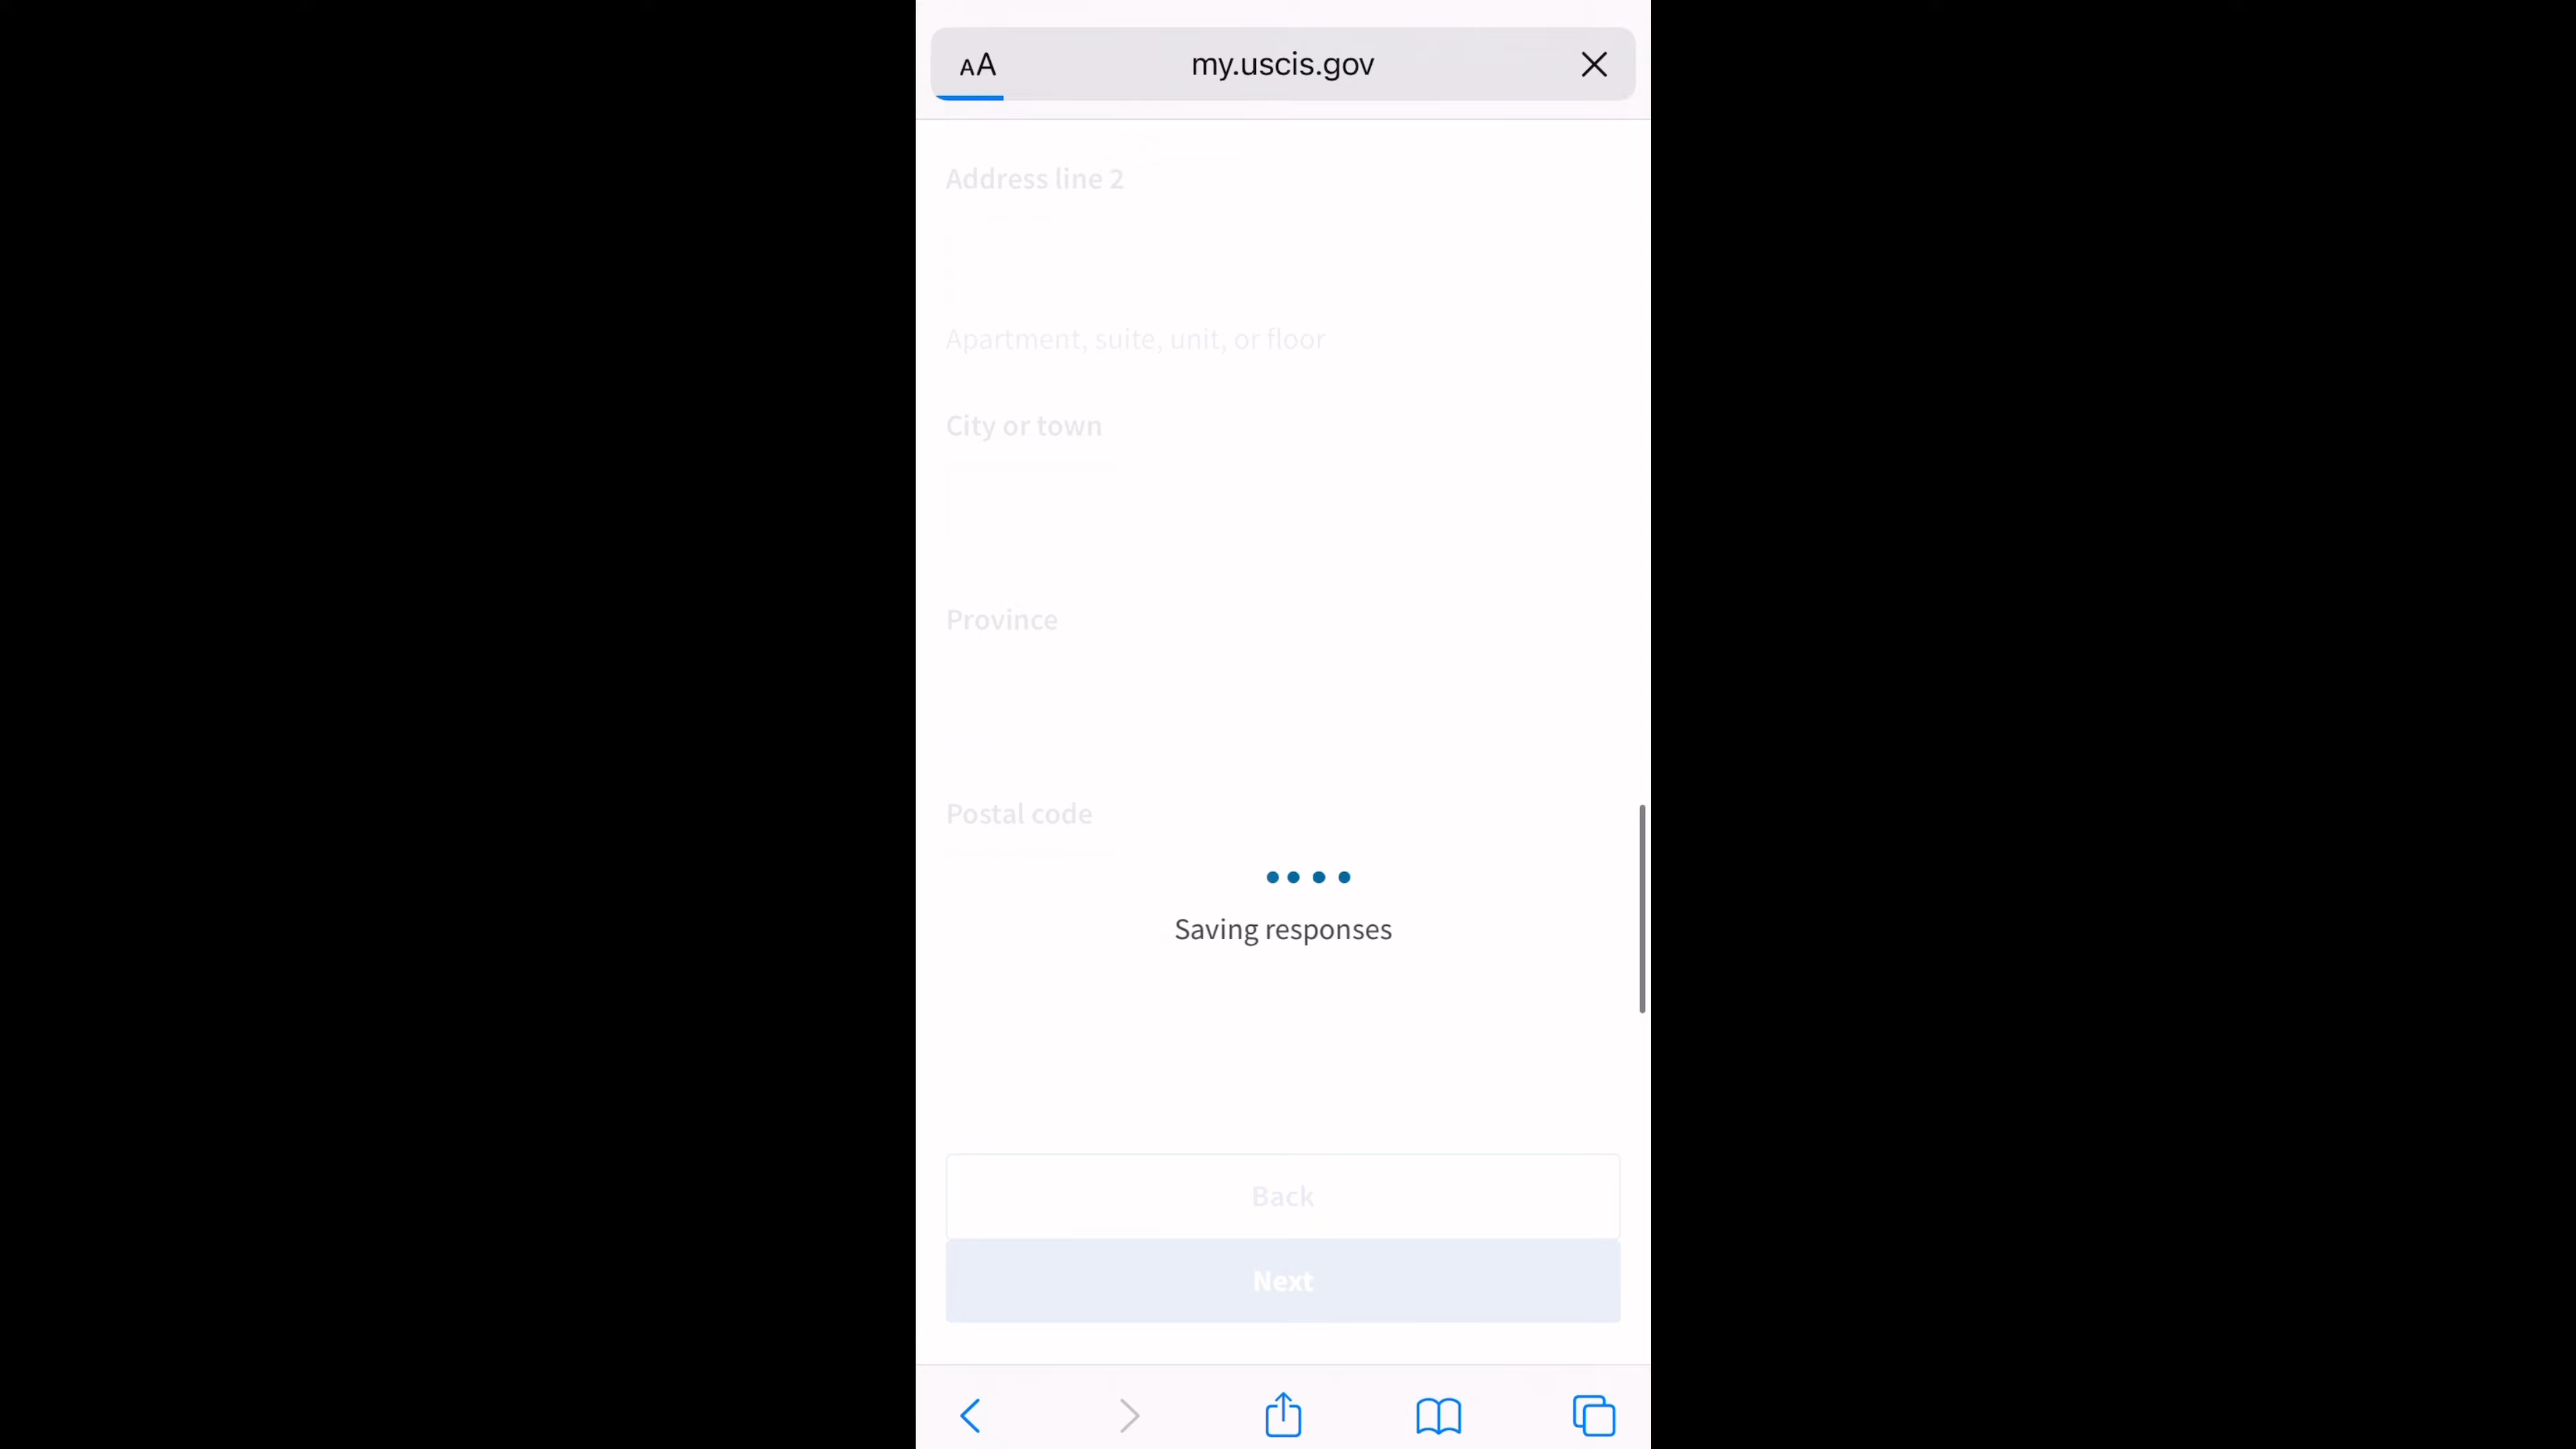 AA my.uscis.gov
Address line 2
Apartment, suite, unit, or floor
City or town
Province
Postal code
Saving responses
Back
Next